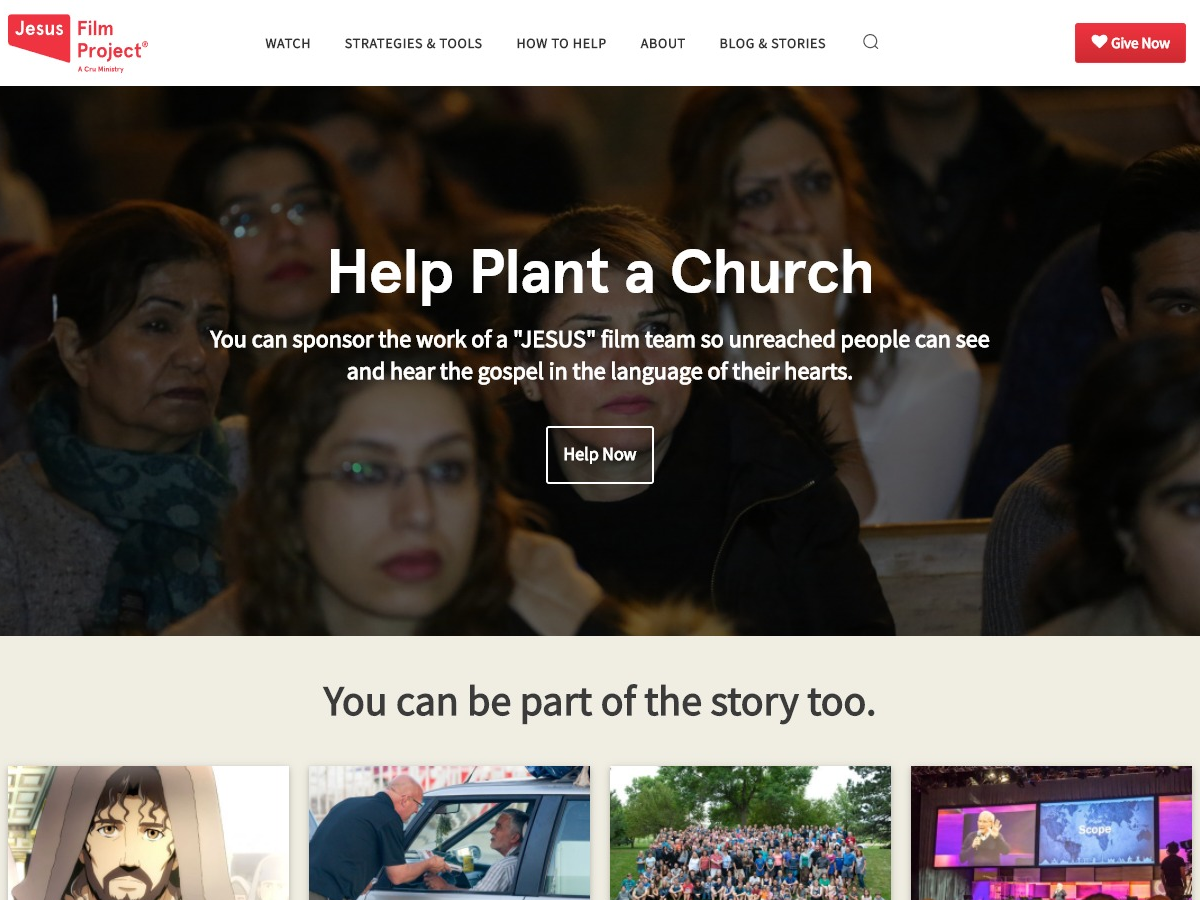 Jesus Film
Project®
A Cru Ministry
WATCH
STRATEGIES & TOOLS
HOW TO HELP
ABOUT
BLOG & STORIES
Give Now
Help Plant a Church
You can sponsor the work of a "JESUS" film team so unreached people can see
and hear the gospel in the language of their hearts.
Help Now
You can be part of the story too.
Scope